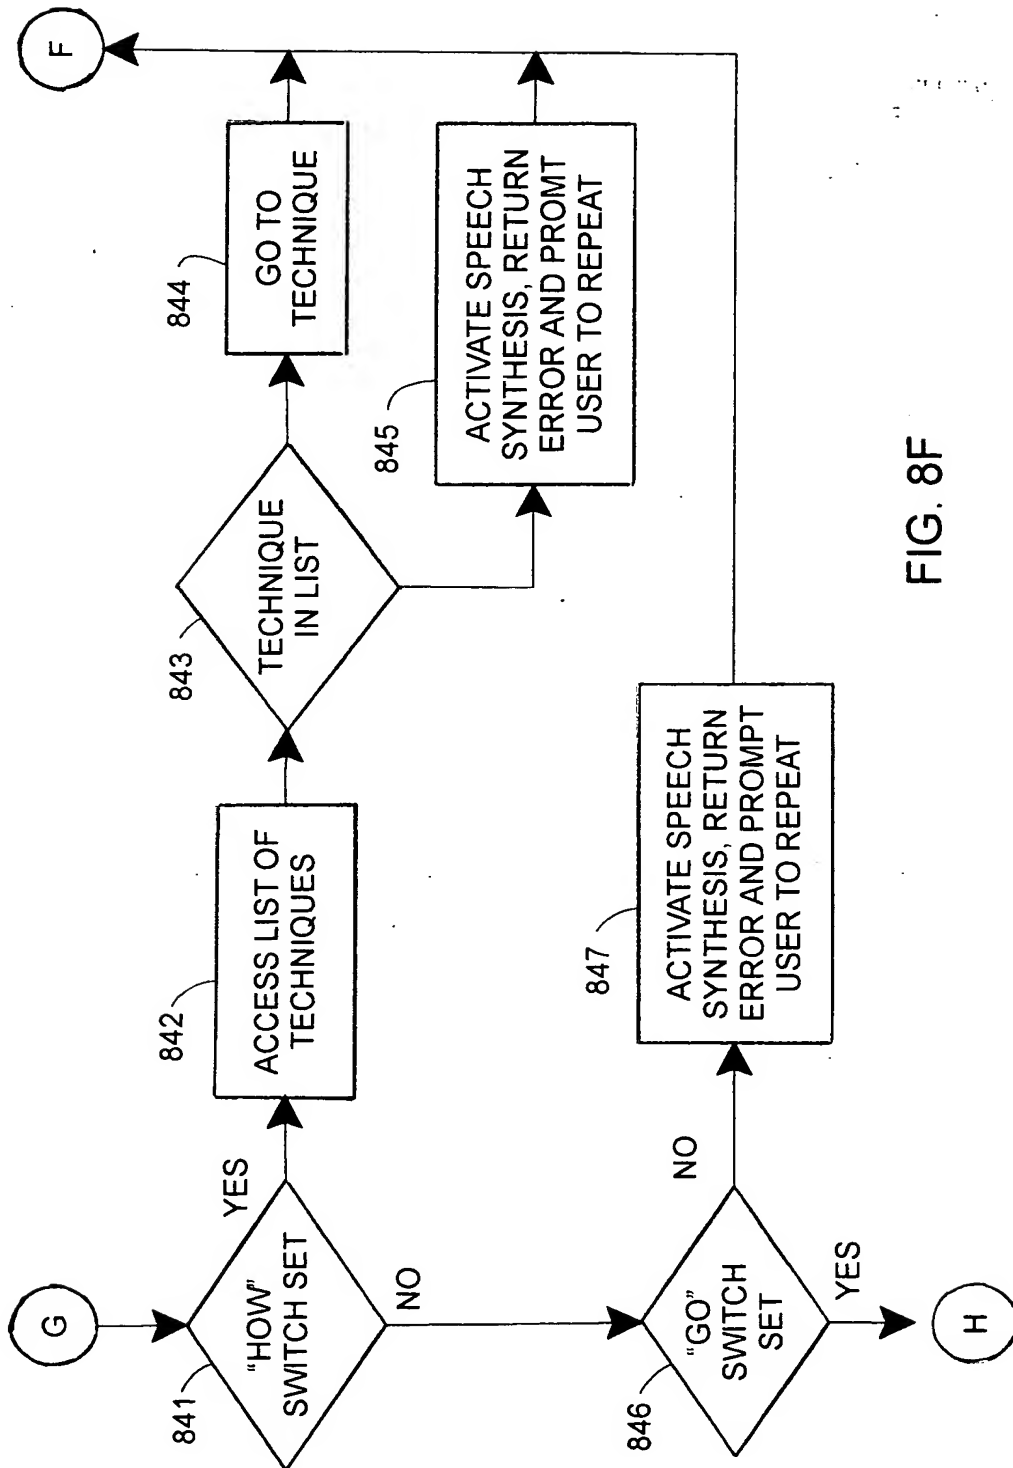 G
841
"HOW"
SWITCH SET
YES
NO
842
ACCESS LIST OF
TECHNIQUES
843
TECHNIQUE
IN LIST
844
GO TO
TECHNIQUE
F
845
ACTIVATE SPEECH
SYNTHESIS, RETURN
ERROR AND PROMT
USER TO REPEAT
846
"GO"
SWITCH
SET
NO
YES
847
ACTIVATE SPEECH
SYNTHESIS, RETURN
ERROR AND PROMPT
USER TO REPEAT
H
FIG. 8F